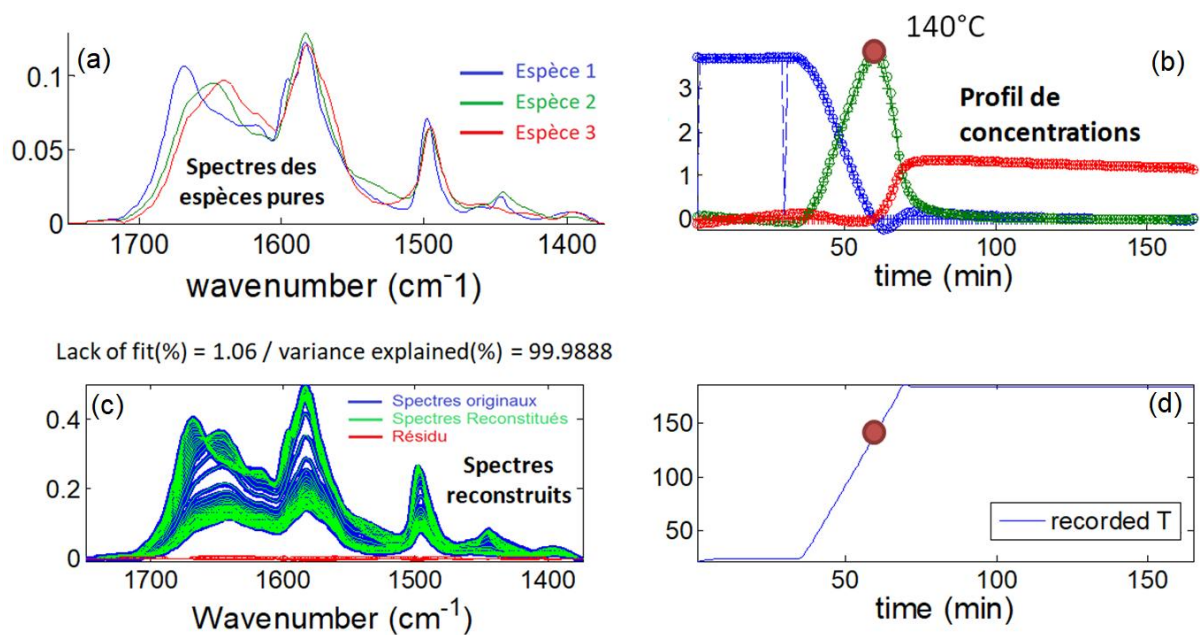 (a)
0.1
0.05
0
Espèce 1
Espèce 2
Espèce 3
Spectres des
espèces pures
1700
1600
1500
1400
wavenumber (cm-1)
140°C
(b)
3
2
1
0
Profil de
concentrations
50
100
150
time (min)
Lack of fit(%) = 1.06 / variance explained(%) = 99.9888
(c)
0.4
0.2
0
Spectres originaux
Spectres Reconstitués
Résidu
Spectres
reconstruits
1700
1600
1500
1400
Wavenumber (cm-1)
(d)
150
100
50
recorded T
50
100
150
time (min)